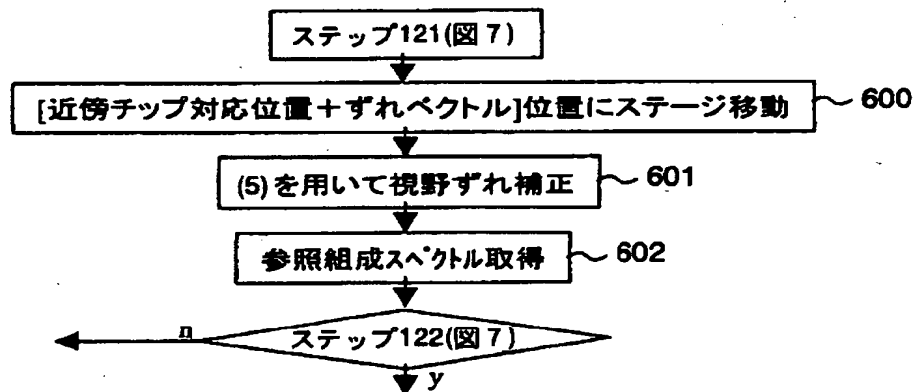 ステップ121(図7)
[近傍チップ対応位置+ずれベクトル]位置にステージ移動 600
(5)を用いて視野ずれ補正 601
参照組成スペクトル取得 602
n ステップ122(図7)
y